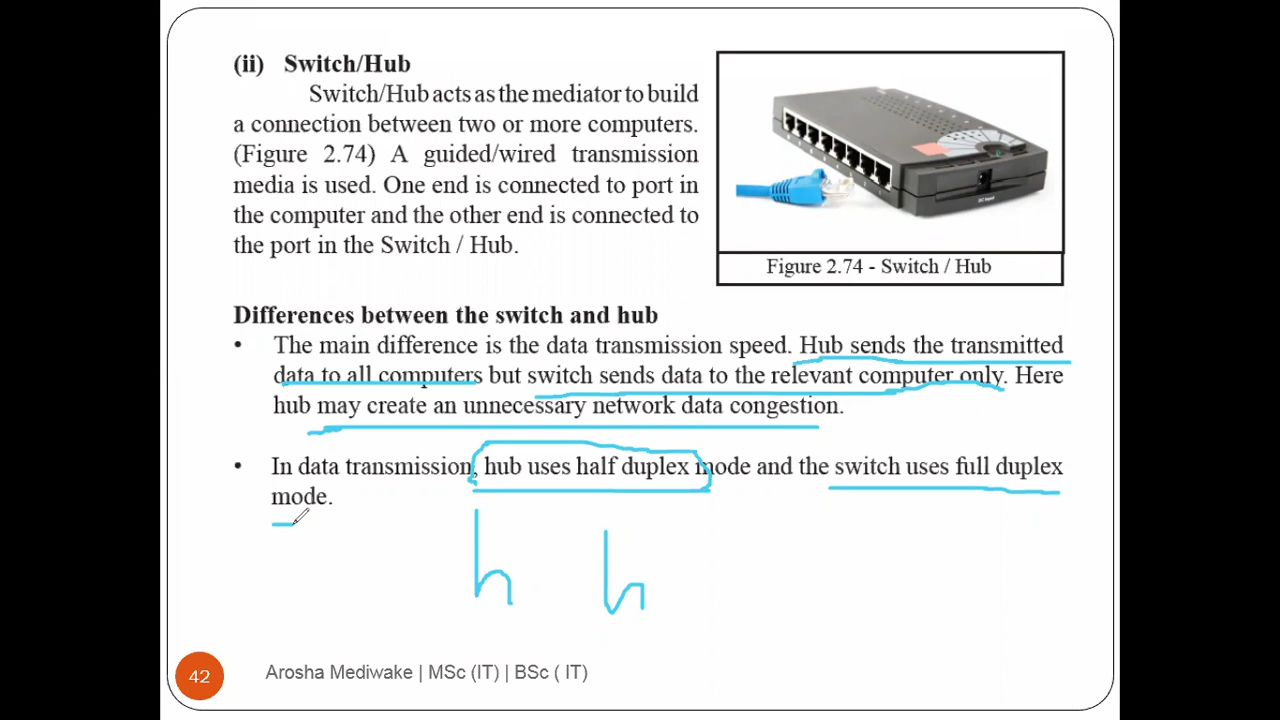 (ii) Switch/Hub
Switch/Hub acts as the mediator to build
a connection between two or more computers.
(Figure 2.74) A guided/wired transmission
media is used. One end is connected to port in
the computer and the other end is connected to
the port in the Switch / Hub.
DC Input
Figure 2.74 - Switch / Hub
Differences between the switch and hub
• The main difference is the data transmission speed. Hub sends the transmitted
data to all computers but switch sends data to the relevant computer only. Here
hub may create an unnecessary network data congestion.
• In data transmission, hub uses half duplex mode and the switch uses full duplex
mode.
h h
42
Arosha Mediwake | MSc (IT) | BSc ( IT)